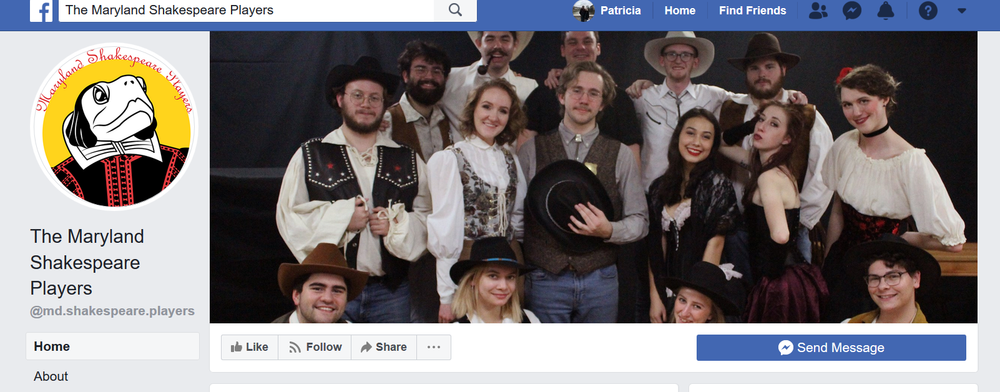 f
The Maryland Shakespeare Players
Patricia
Home
Find Friends
?
Maryland Shakespeare Players
The Maryland
Shakespeare
Players
@md.shakespeare.players
Home
About
Like
Follow
Share
Send Message